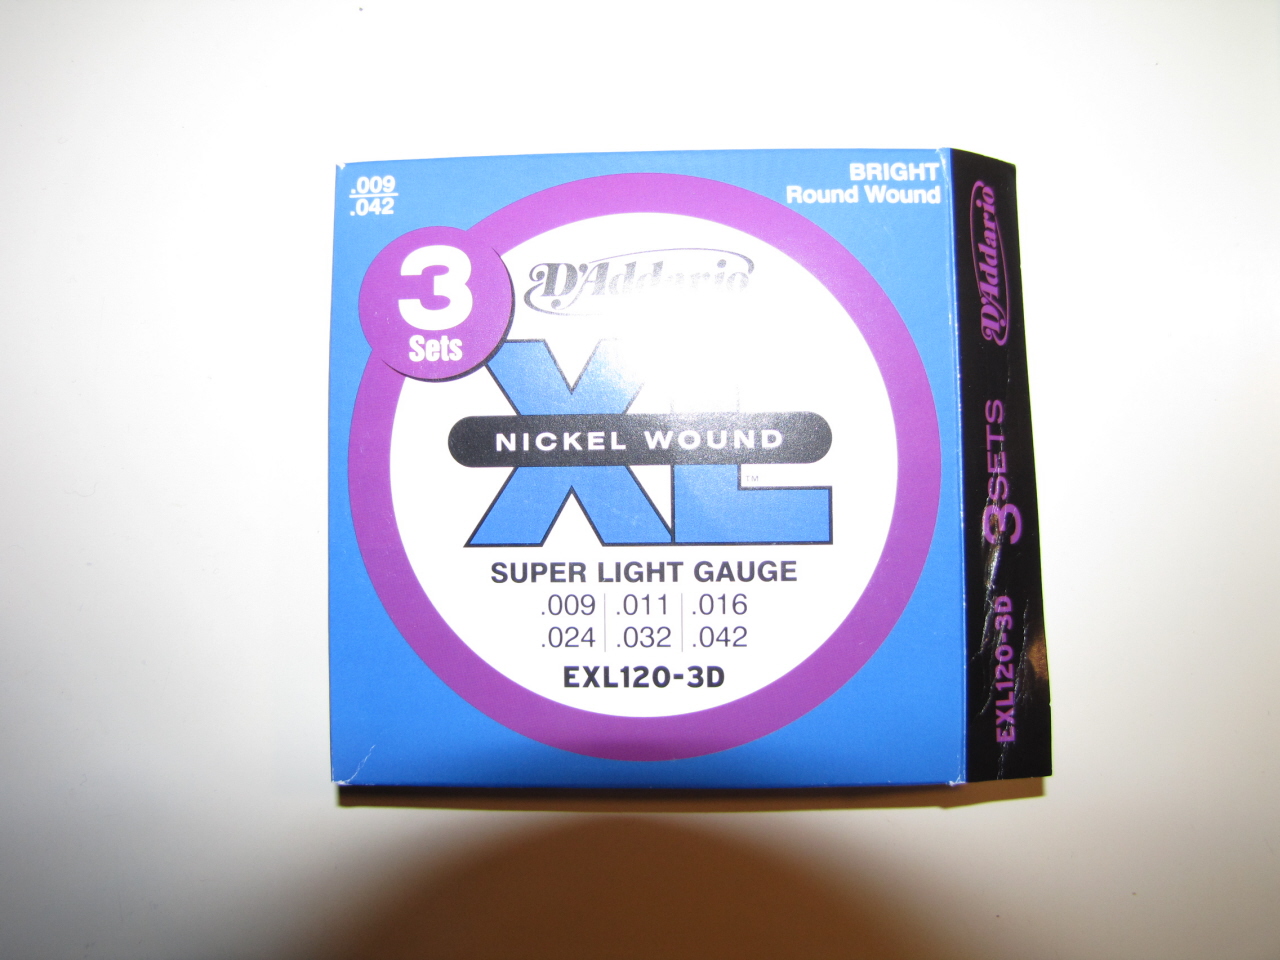 .009
.042
BRIGHT
Round Wound
3
Sets
D'Addario
XL
NICKEL WOUND
TM
SUPER LIGHT GAUGE
.009 .011 .016
.024 .032 .042
EXL120-3D
D'Addario
3 SETS
EXL120-3D